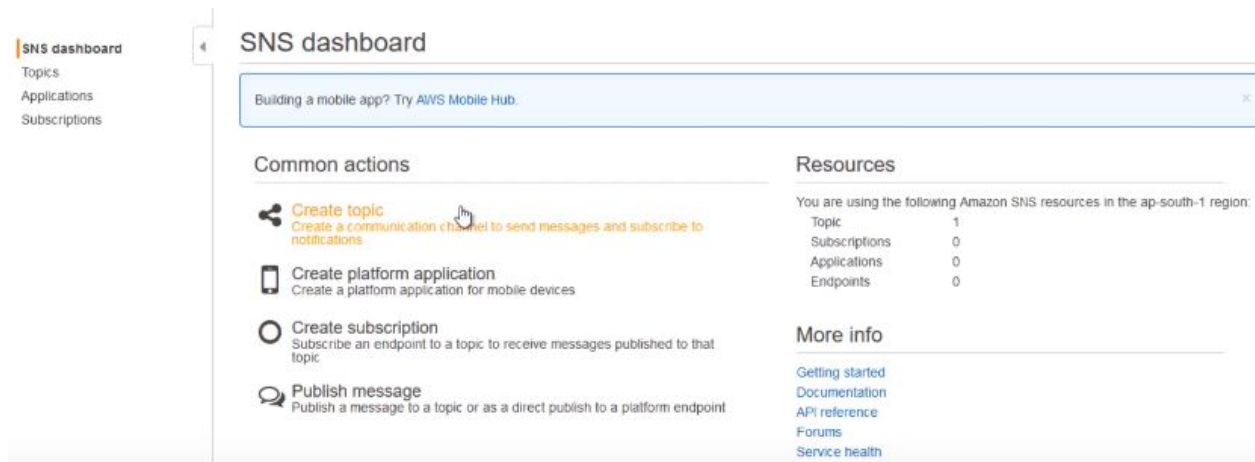 SNS dashboard
Topics
Applications
Subscriptions
SNS dashboard
Building a mobile app? Try AWS Mobile Hub.
Common actions
Create topic
Create a communication channel to send messages and subscribe to
notifications
Create platform application
Create a platform application for mobile devices
Create subscription
Subscribe an endpoint to a topic to receive messages published to that
topic
Publish message
Publish a message to a topic or as a direct publish to a platform endpoint
Resources
You are using the following Amazon SNS resources in the ap-south-1 region:
Topic 1
Subscriptions 0
Applications 0
Endpoints 0
More info
Getting started
Documentation
API reference
Forums
Service health